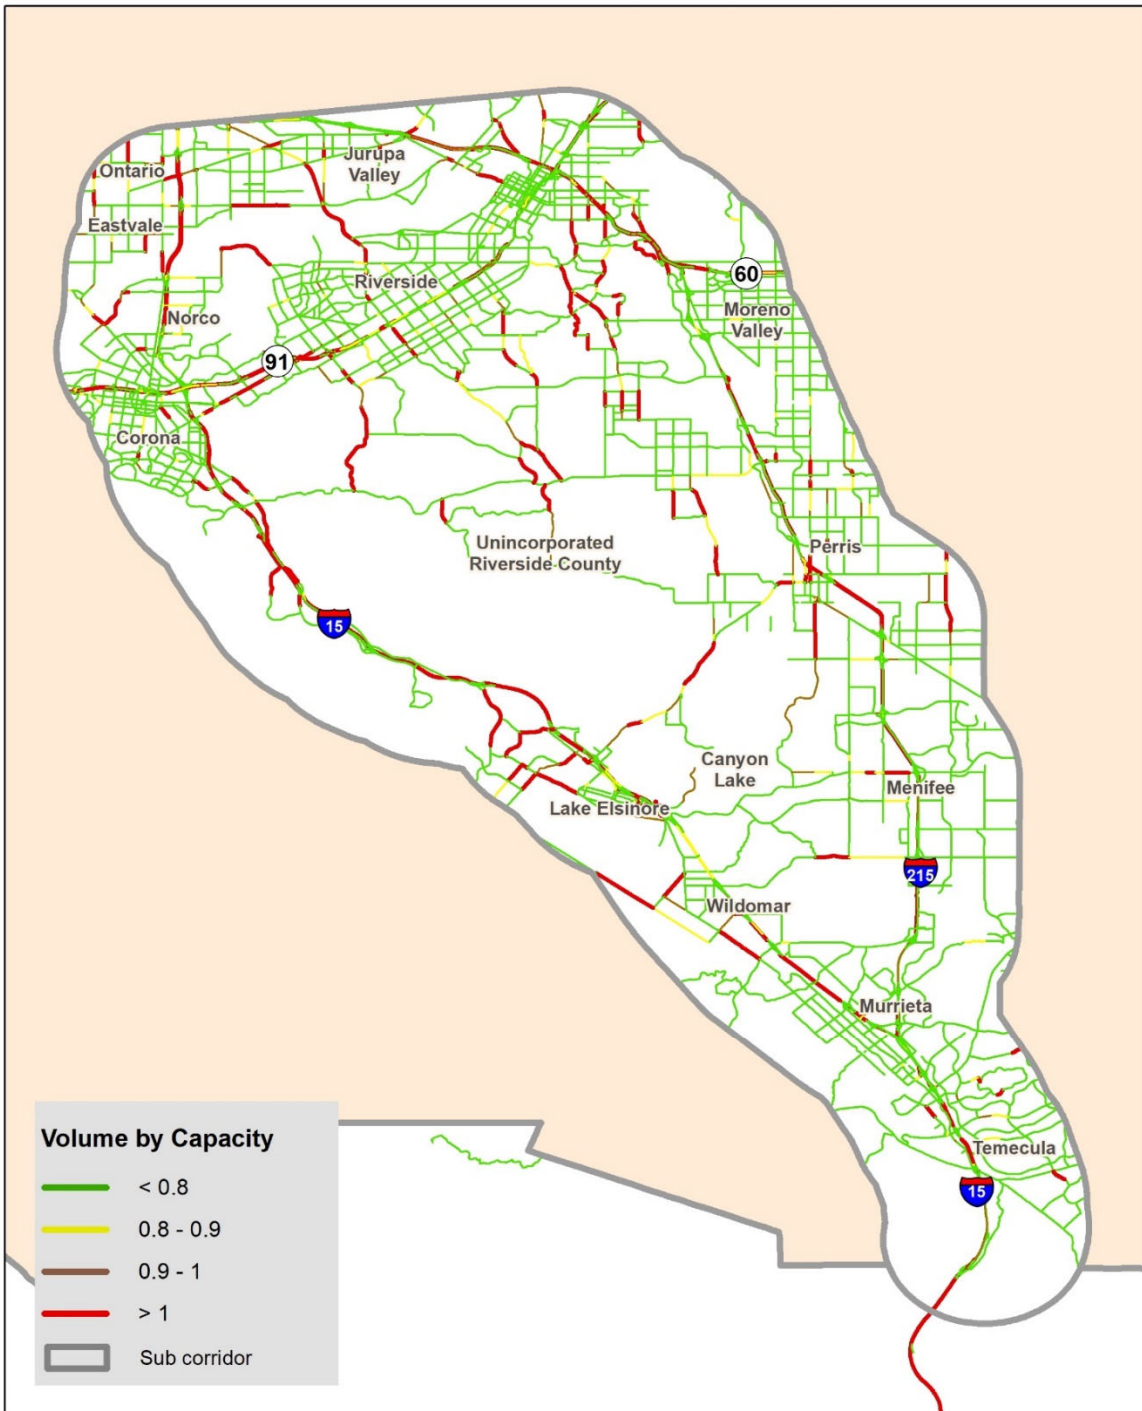 Ontario
Jurupa
Valley
Eastvale
Riverside
60
Moreno
Valley
Norco
91
Corona
Unincorporated
Riverside County
Perris
15
Canyon
Lake
Menifee
Lake Elsinore
215
Wildomar
Murrieta
Temecula
15
Volume by Capacity
< 0.8
0.8 - 0.9
0.9 - 1
> 1
Sub corridor